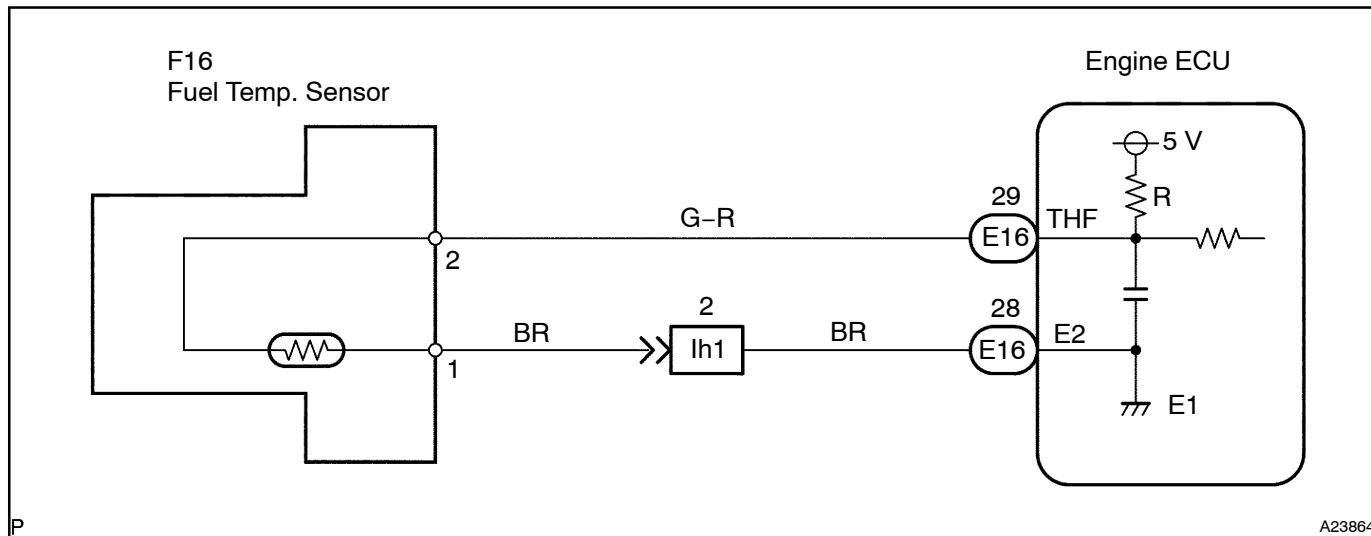 F16
Fuel Temp. Sensor
Engine ECU
5 V
R
29
G−R
E16
THF
2
2
BR
Ih1
BR
28
E16
E2
1
E1
P
A23864